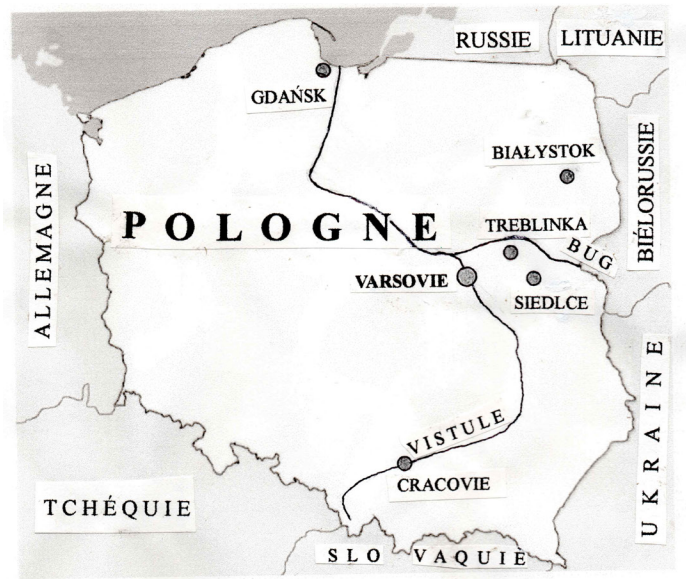 RUSSIE
LITUANIE
GDAŃSK
BIAŁYSTOK
BIÉLORUSSIE
ALLEMAGNE
POLOGNE
TREBLINKA
BUG
VARSOVIE
SIEDLCE
UKRAINE
VISTULE
CRACOVIE
TCHÉQUIE
SLO VAQUIE